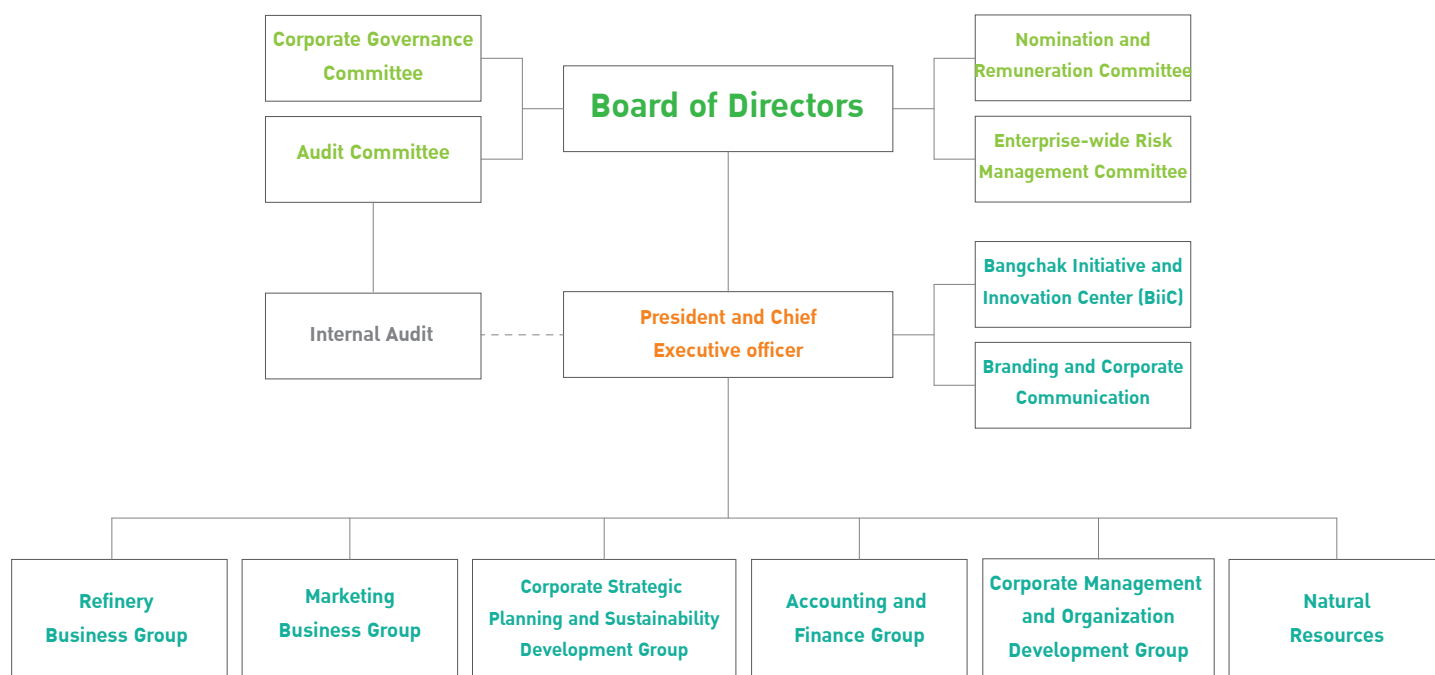 Corporate Governance
Committee
Nomination and
Remuneration Committee
Board of Directors
Audit Committee
Enterprise-wide Risk
Management Committee
Bangchak Initiative and
Innovation Center (BiiC)
Internal Audit
President and Chief
Executive officer
Branding and Corporate
Communication
Refinery
Business Group
Marketing
Business Group
Corporate Strategic
Planning and Sustainability
Development Group
Accounting and
Finance Group
Corporate Management
and Organization
Development Group
Natural
Resources